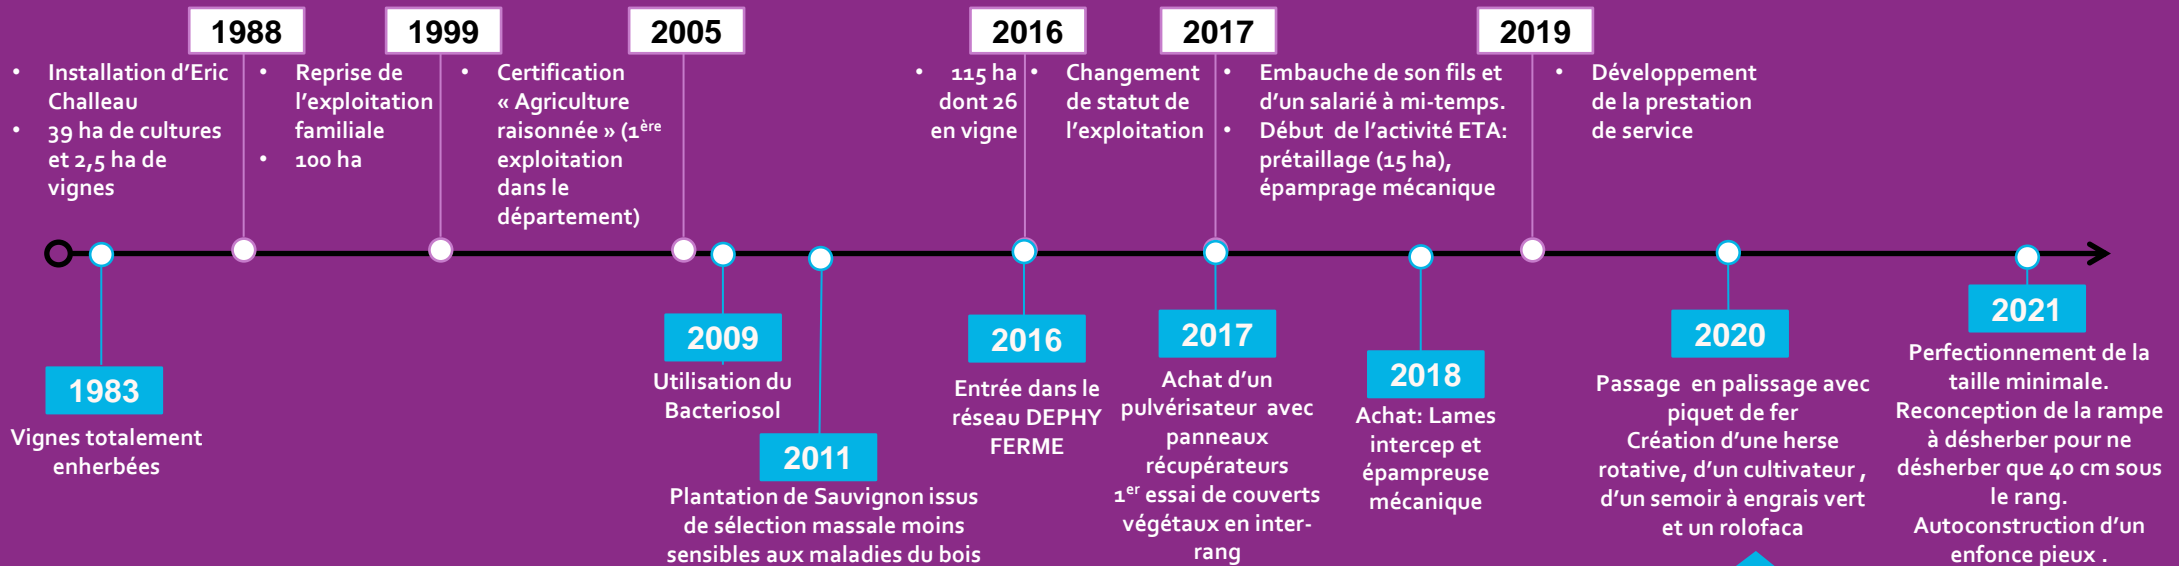 1988
1999
2005
2016
2017
2019
• Installation d’Eric
Challeau
• 39 ha de cultures
et 2,5 ha de
vignes
• Reprise de
l’exploitation
familiale
• 100 ha
• Certification
« Agriculture
raisonnée » (1ère
exploitation
dans le
département)
• 115 ha
dont 26
en vigne
• Changement
de statut de
l’exploitation
• Embauche de son fils et
d’un salarié à mi-temps.
• Début de l’activité ETA:
prétaillage (15 ha),
épamprage mécanique
• Développement
de la prestation
de service
1983
Vignes totalement
enherbées
2009
Utilisation du
Bacteriosol
2011
Plantation de Sauvignon issus
de sélection massale moins
sensibles aux maladies du bois
2016
Entrée dans le
réseau DEPHY
FERME
2017
Achat d’un
pulvérisateur avec
panneaux
récupérateurs
1er essai de couverts
végétaux en inter-
rang
2018
Achat: Lames
intercep et
épampreuse
mécanique
2020
Passage en palissage avec
piquet de fer
Création d’une herse
rotative, d’un cultivateur ,
d’un semoir à engrais vert
et un rolofaca
2021
Perfectionnement de la
taille minimale.
Reconception de la rampe
à désherber pour ne
désherber que 40 cm sous
le rang.
Autoconstruction d’un
enfonce pieux .